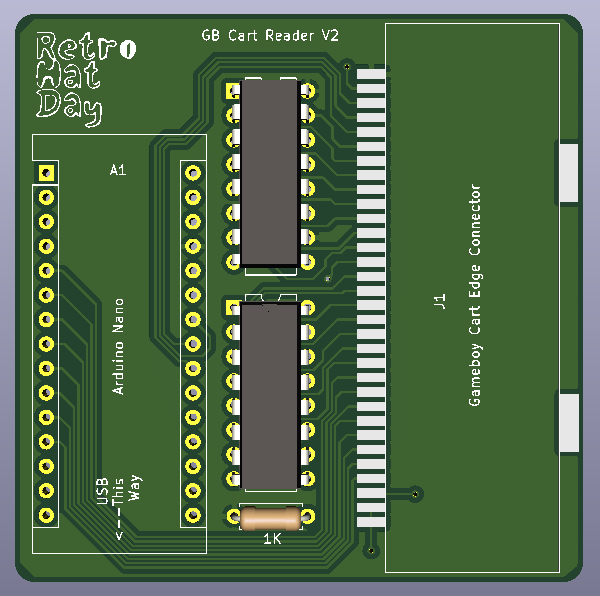 GB Cart Reader V2
Retro
Hat
Day
A1
Arduino Nano
USB
<---This
Way
1K
J1
Gameboy Cart Edge Connector